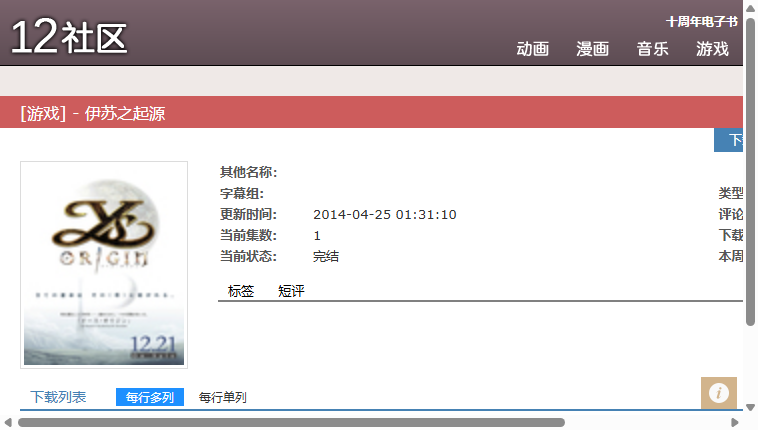 12社区
十周年电子书
动画 漫画 音乐 游戏
[游戏] - 伊苏之起源
其他名称:
字幕组:
类型
更新时间: 2014-04-25 01:31:10
评论
当前集数: 1
下载
当前状态: 完结
本周
标签 短评
Ys
ORIGIN
12.21
下载列表 每行多列 每行单列
i